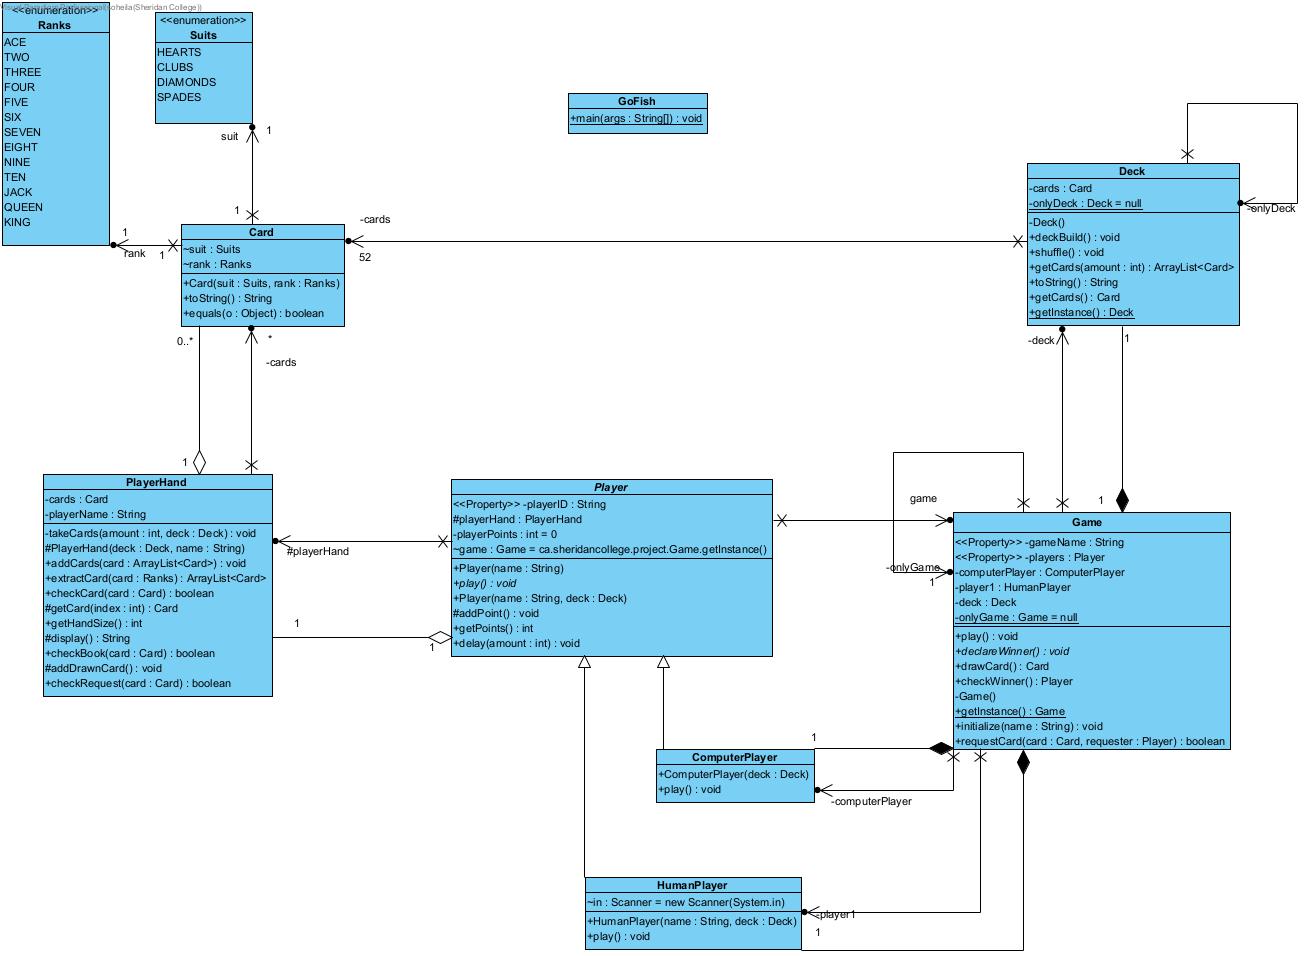 soheila(Sheridan College))
<<enumeration>>
Ranks
ACE
TWO
THREE
FOUR
FIVE
SIX
SEVEN
EIGHT
NINE
TEN
JACK
QUEEN
KING
<<enumeration>>
Suits
HEARTS
CLUBS
DIAMONDS
SPADES
suit
1
1
1
rank
1
GoFish
+main(args : String[]) : void
Card
~suit : Suits
~rank : Ranks
+Card(suit : Suits, rank : Ranks)
+toString() : String
+equals(o : Object) : boolean
-cards
52
Deck
-cards : Card
-onlyDeck : Deck = null
-Deck()
+deckBuild() : void
+shuffle() : void
+getCards(amount : int) : ArrayList<Card>
+toString() : String
+getCards() : Card
+getInstance() : Deck
-onlyDeck
0..*
*
-cards
1
-deck
1
1
PlayerHand
-cards : Card
-playerName : String
-takeCards(amount : int, deck : Deck) : void
#PlayerHand(deck : Deck, name : String)
+addCards(card : ArrayList<Card>) : void
+extractCard(card : Ranks) : ArrayList<Card>
+checkCard(card : Card) : boolean
#getCard(index : int) : Card
+getHandSize() : int
#display() : String
+checkBook(card : Card) : boolean
#addDrawnCard() : void
+checkRequest(card : Card) : boolean
#playerHand
1
1
Player
<<Property>> -playerID : String
#playerHand : PlayerHand
-playerPoints : int = 0
~game : Game = ca.sheridancollege.project.Game.getInstance()
+Player(name : String)
+play() : void
+Player(name : String, deck : Deck)
#addPoint() : void
+getPoints() : int
+delay(amount : int) : void
game
-onlyGame
1
Game
<<Property>> -gameName : String
<<Property>> -players : Player
-computerPlayer : ComputerPlayer
-player1 : HumanPlayer
-deck : Deck
-onlyGame : Game = null
+play() : void
+declareWinner() : void
+drawCard() : Card
+checkWinner() : Player
-Game()
+getInstance() : Game
+initialize(name : String) : void
+requestCard(card : Card, requester : Player) : boolean
1
ComputerPlayer
+ComputerPlayer(deck : Deck)
+play() : void
-computerPlayer
HumanPlayer
~in : Scanner = new Scanner(System.in)
+HumanPlayer(name : String, deck : Deck)
+play() : void
-player1
1